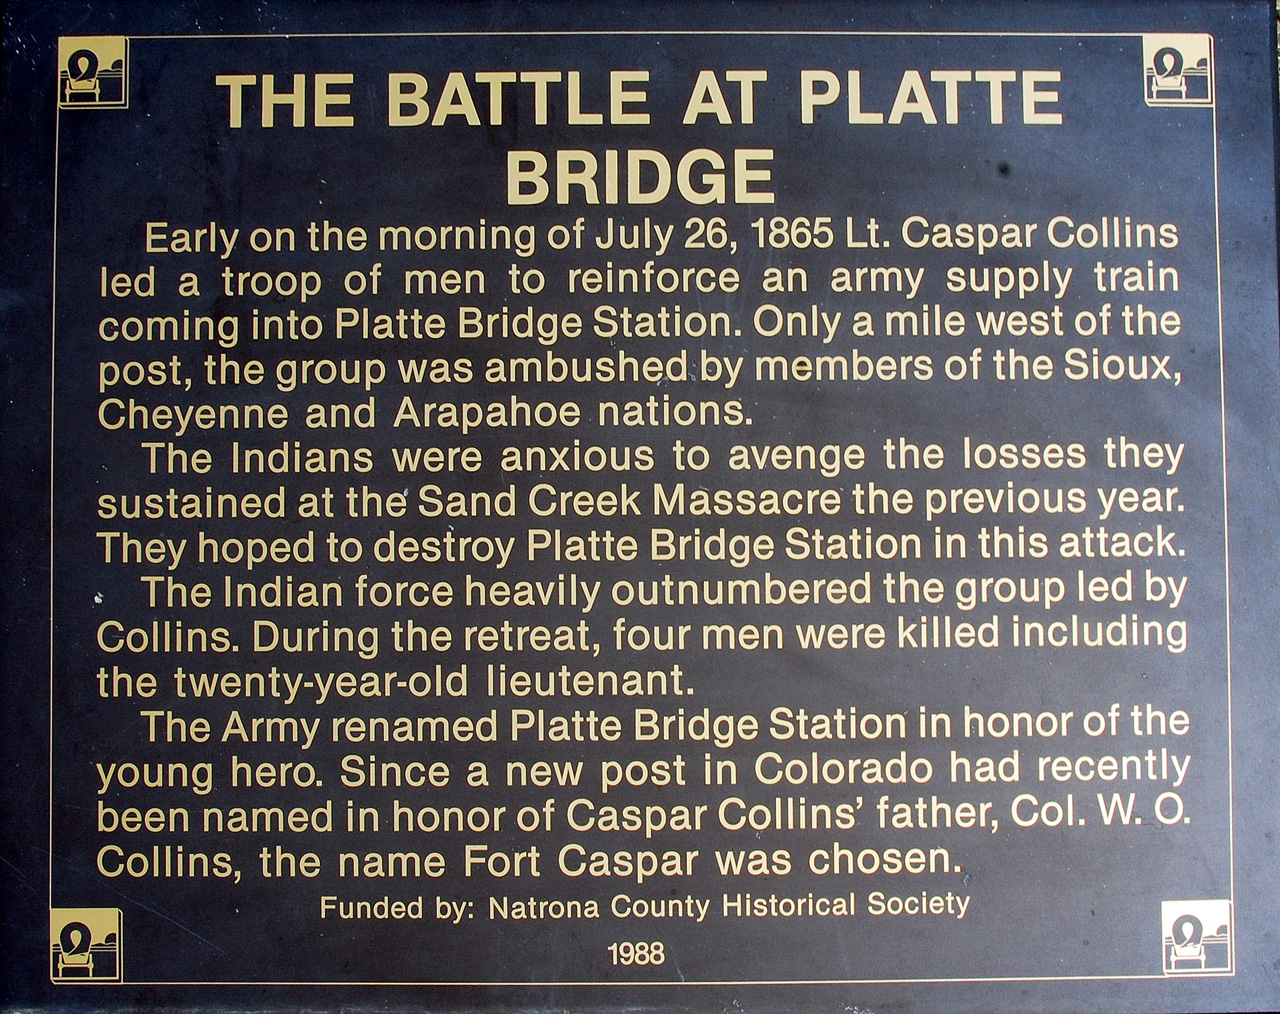 THE BATTLE AT PLATTE
BRIDGE
Early on the morning of July 26, 1865 Lt. Caspar Collins
led a troop of men to reinforce an army supply train
coming into Platte Bridge Station. Only a mile west of the
post, the group was ambushed by members of the Sioux,
Cheyenne and Arapahoe nations.
The Indians were anxious to avenge the losses they
sustained at the Sand Creek Massacre the previous year.
They hoped to destroy Platte Bridge Station in this attack.
The Indian force heavily outnumbered the group led by
Collins. During the retreat, four men were killed including
the twenty-year-old lieutenant.
The Army renamed Platte Bridge Station in honor of the
young hero. Since a new post in Colorado had recently
been named in honor of Caspar Collins' father, Col. W. O.
Collins, the name Fort Caspar was chosen.
Funded by: Natrona County Historical Society
1988